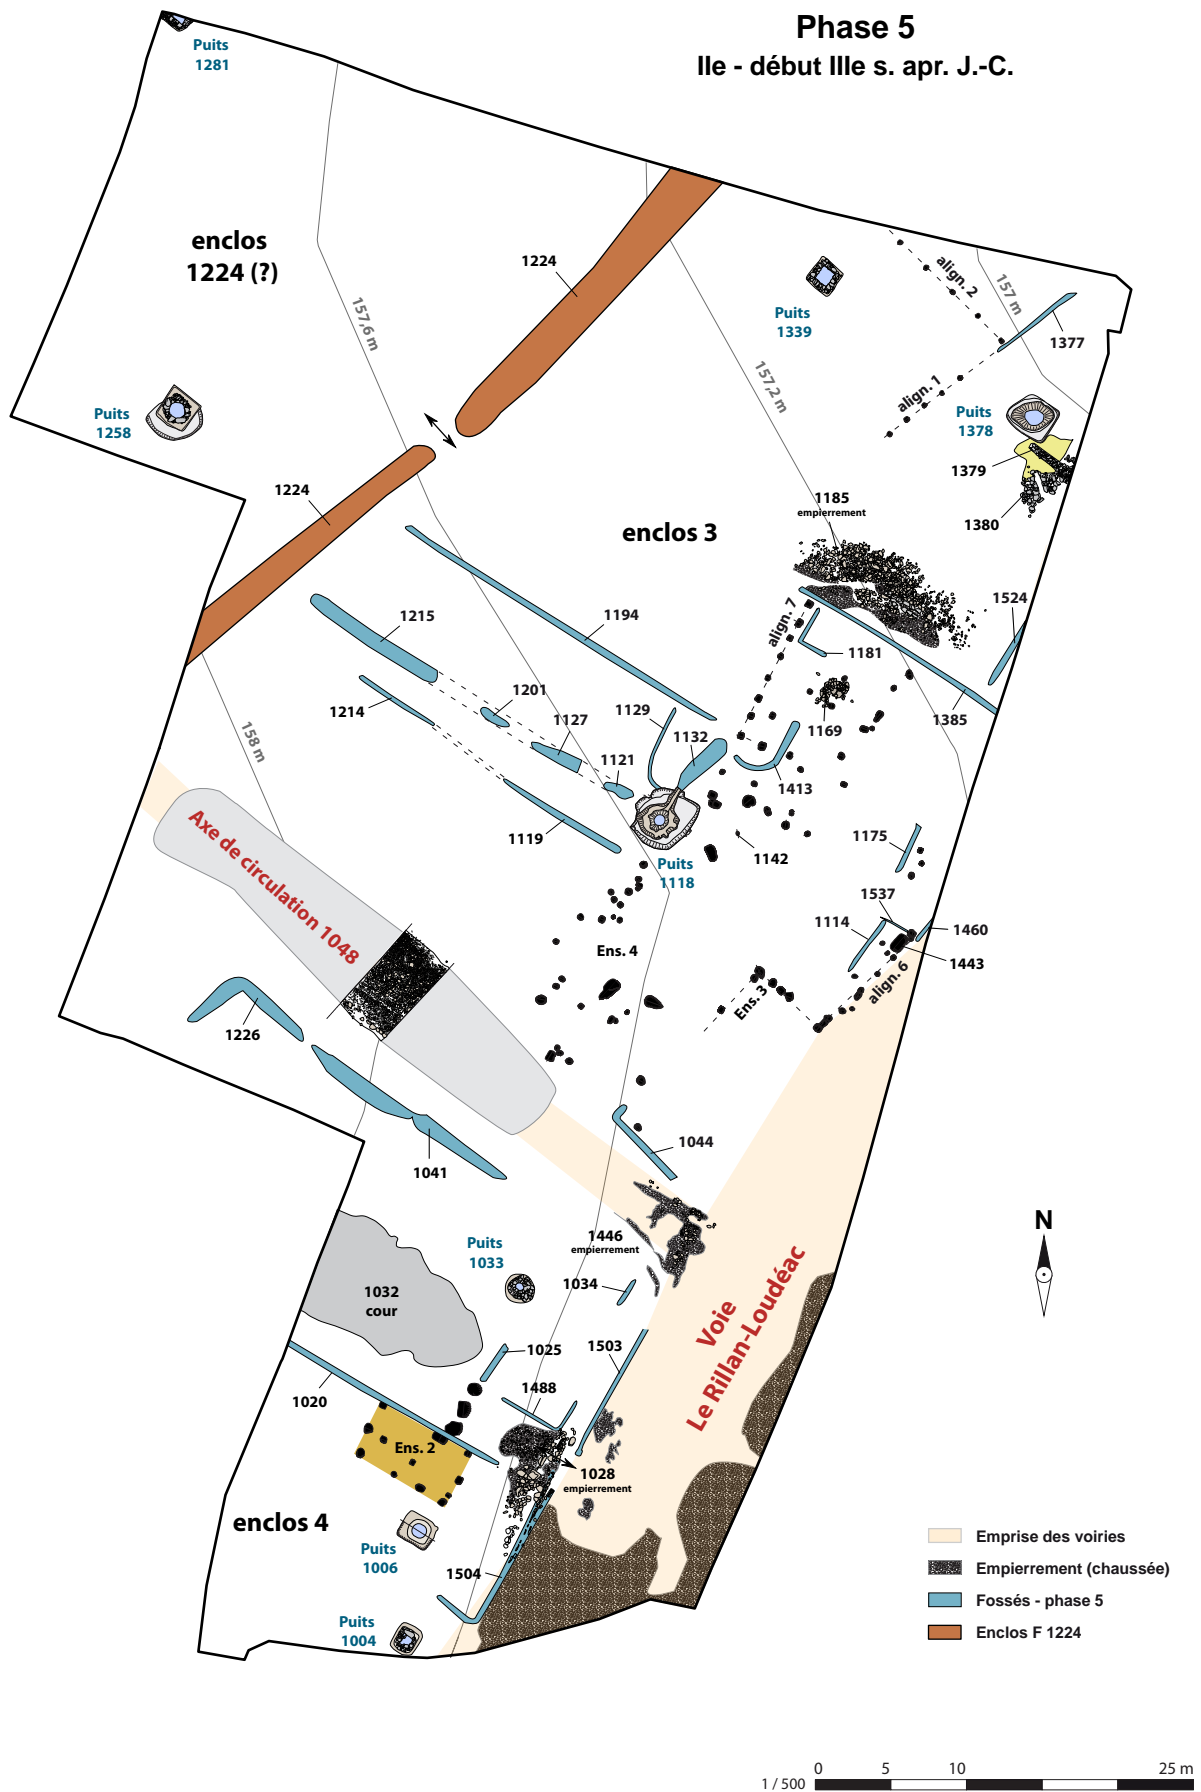 Phase 5
IIe - début IIIe s. apr. J.-C.
Puits
1281
enclos
1224 (?)
1224
157,6 m
Puits
1339
align. 2
157 m
1377
157,2 m
align. 1
Puits
1378
Puits
1258
1379
1224
1185
empierrement
1380
enclos 3
1524
1215
1194
align. 7
1181
1201
1214
1127
1129
1132
1169
1385
158 m
1121
1413
1119
1142
1175
Puits
1118
Axe de circulation 1048
1537
1114
1460
1443
Ens. 4
align. 6
Ens. 3
1226
1044
1041
N
Puits
1033
1446
empierrement
1032
cour
1034
Voie
Le Rillan-Loudéac
1025
1503
1020
1488
Ens. 2
1028
empierrement
enclos 4
Puits
1006
1504
Puits
1004
Emprise des voiries
Empierrement (chaussée)
Fossés - phase 5
Enclos F 1224
0 5 10 25 m
1 / 500